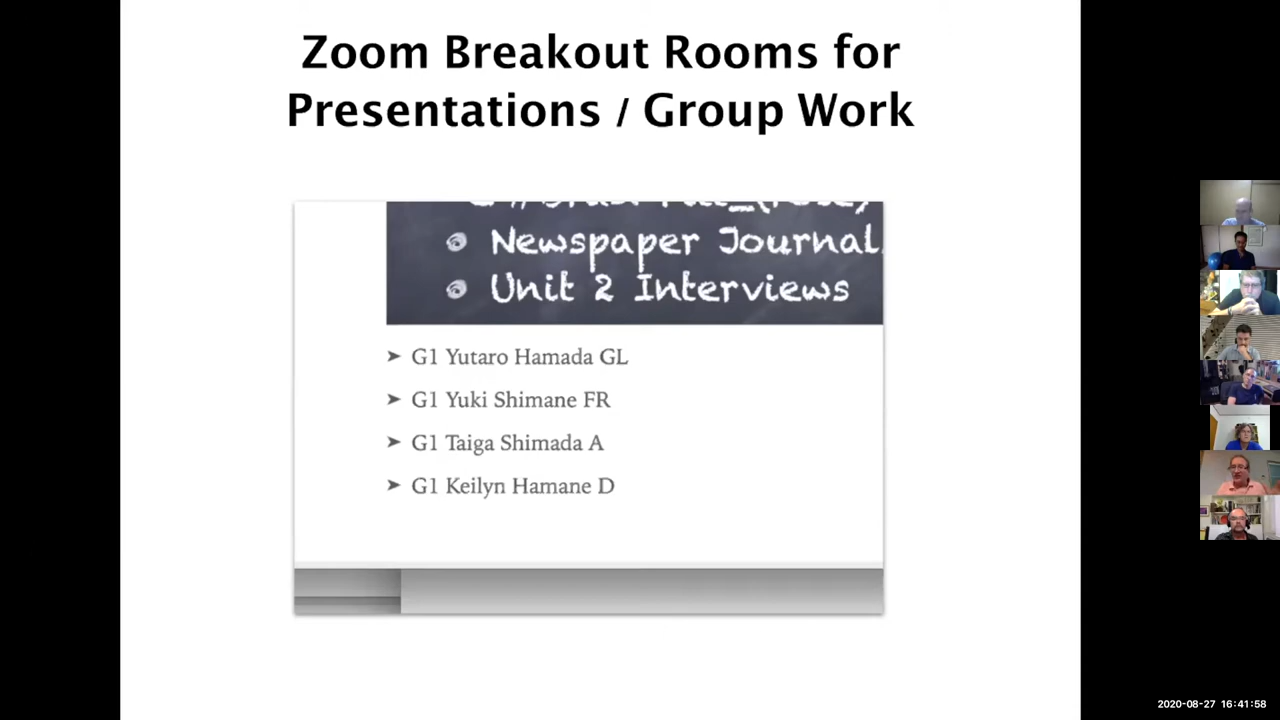 Zoom Breakout Rooms for
Presentations / Group Work
Newspaper Journal
Unit 2 Interviews
G1 Yutaro Hamada GL
G1 Yuki Shimane FR
G1 Taiga Shimada A
G1 Keilyn Hamane D
2020-08-27 16:41:58